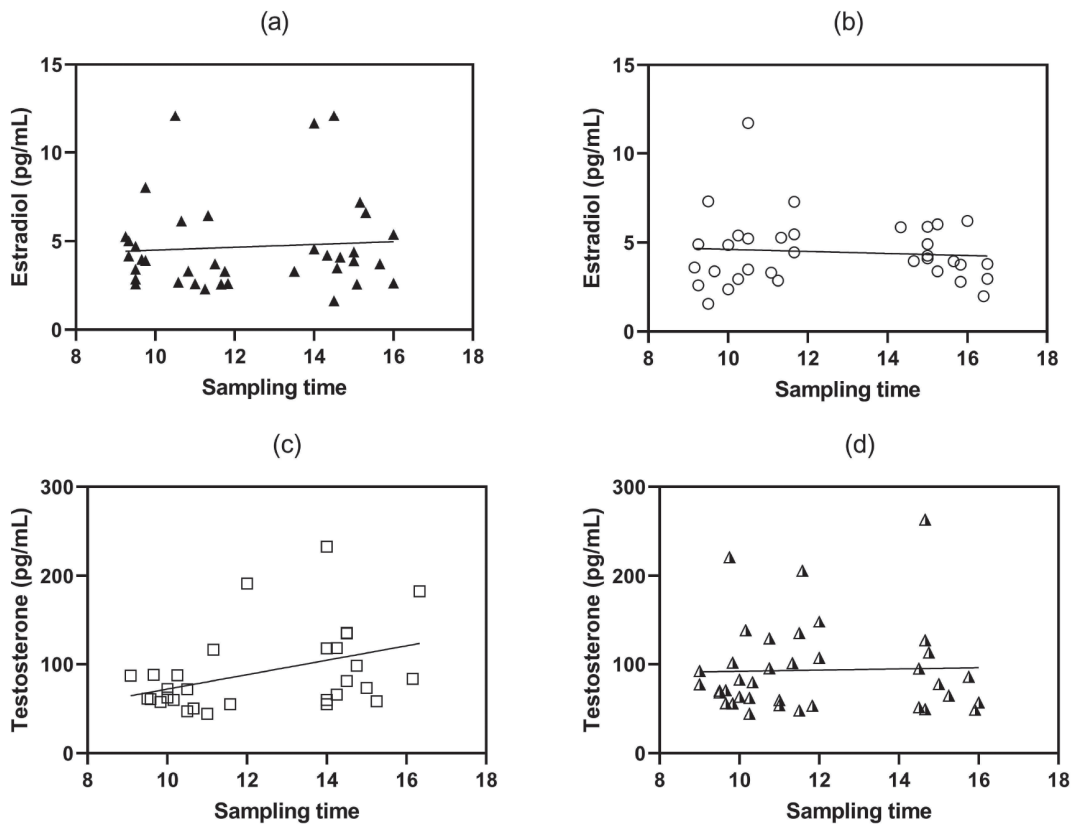 (a)
15
10
5
0
Estradiol (pg/mL)
8 10 12 14 16 18
Sampling time
(b)
15
10
5
0
Estradiol (pg/mL)
8 10 12 14 16 18
Sampling time
(c)
300
200
100
0
Testosterone (pg/mL)
8 10 12 14 16 18
Sampling time
(d)
300
200
100
0
Testosterone (pg/mL)
8 10 12 14 16 18
Sampling time